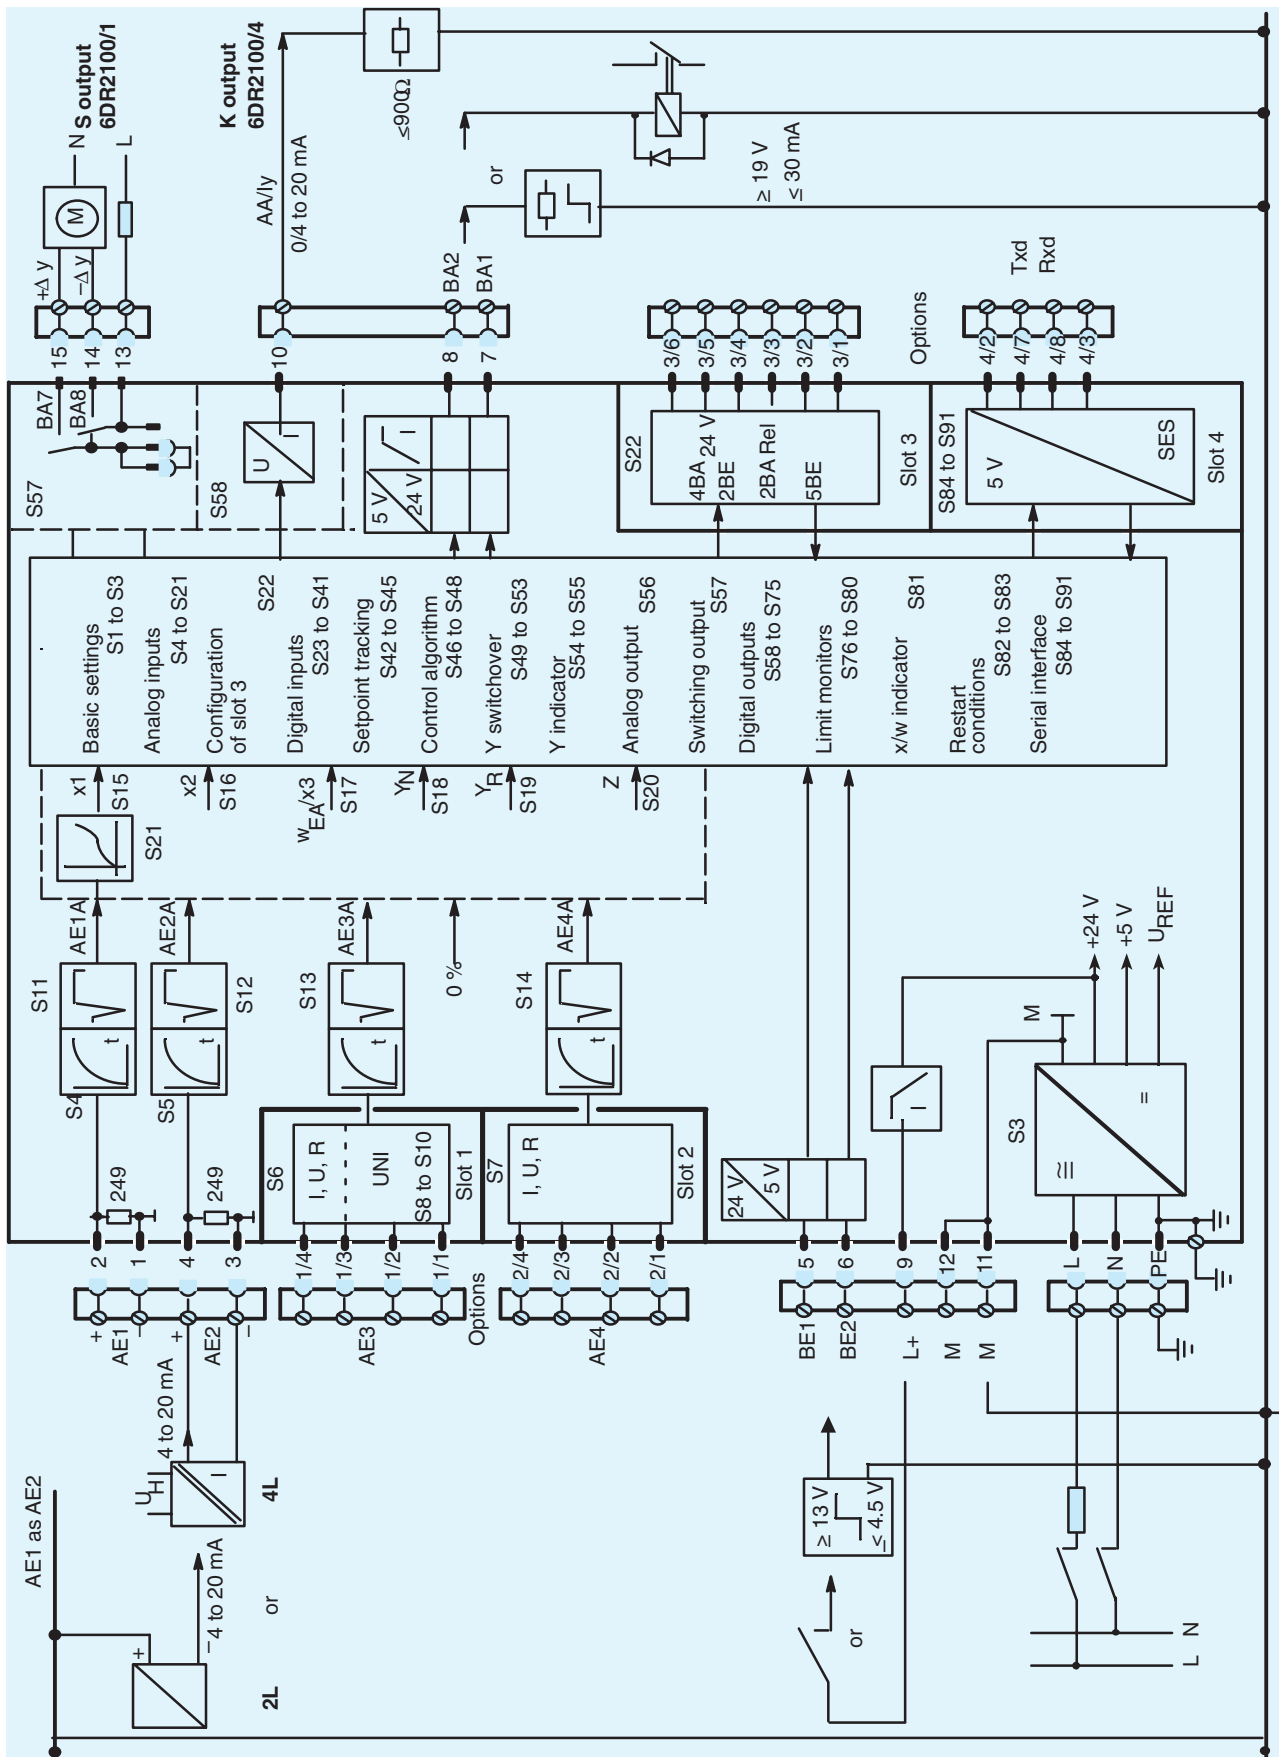 AE1 as AE2
2L
+
– 4 to 20 mA
or
4L
UH
I
4 to 20 mA
+
AE1
–
+
AE2
–
AE3
Options
AE4
BE1
BE2
L+
M
M
or
≥ 13 V
≤ 4.5 V
L
N
2
1
4
3
1/4
1/3
1/2
1/1
2/4
2/3
2/2
2/1
5
6
9
12
11
L
N
PE
249
249
S6
I, U, R
UNI
S8 to S10
Slot 1
S7
I, U, R
Slot 2
24 V
5 V
S4
t
S11
S5
t
S12
t
S13
t
S14
S3
≅
=
M
+24 V
+5 V
UREF
AE1A
AE2A
AE3A
0 %
AE4A
S21
x1
S15
x2
S16
wEA/x3
S17
YN
S18
YR
S19
Z
S20
Basic settings
S1 to S3
Analog inputs
S4 to S21
Configuration
of slot 3
S22
Digital inputs
S23 to S41
Setpoint tracking
S42 to S45
Control algorithm
S46 to S48
Y switchover
S49 to S53
Y indicator
S54 to S55
Analog output
S56
Switching output
S57
Digital outputs
S58 to S75
Limit monitors
S76 to S80
x/w indicator
S81
Restart
conditions
S82 to S83
Serial interface
S84 to S91
S57
BA7
BA8
S58
U
I
5 V
24 V
I
S22
4BA 24 V
2BE
2BA Rel
5BE
Slot 3
S84 to S91
5 V
SES
Slot 4
15
14
13
10
8
7
3/6
3/5
3/4
3/3
3/2
3/1
Options
4/2
4/7
4/8
4/3
+Δ y
–Δ y
M
N
L
S output
6DR2100/1
K output
6DR2100/4
AA/Iy
0/4 to 20 mA
≤900Ω
BA2
BA1
or
≥ 19 V
≤ 30 mA
Txd
Rxd